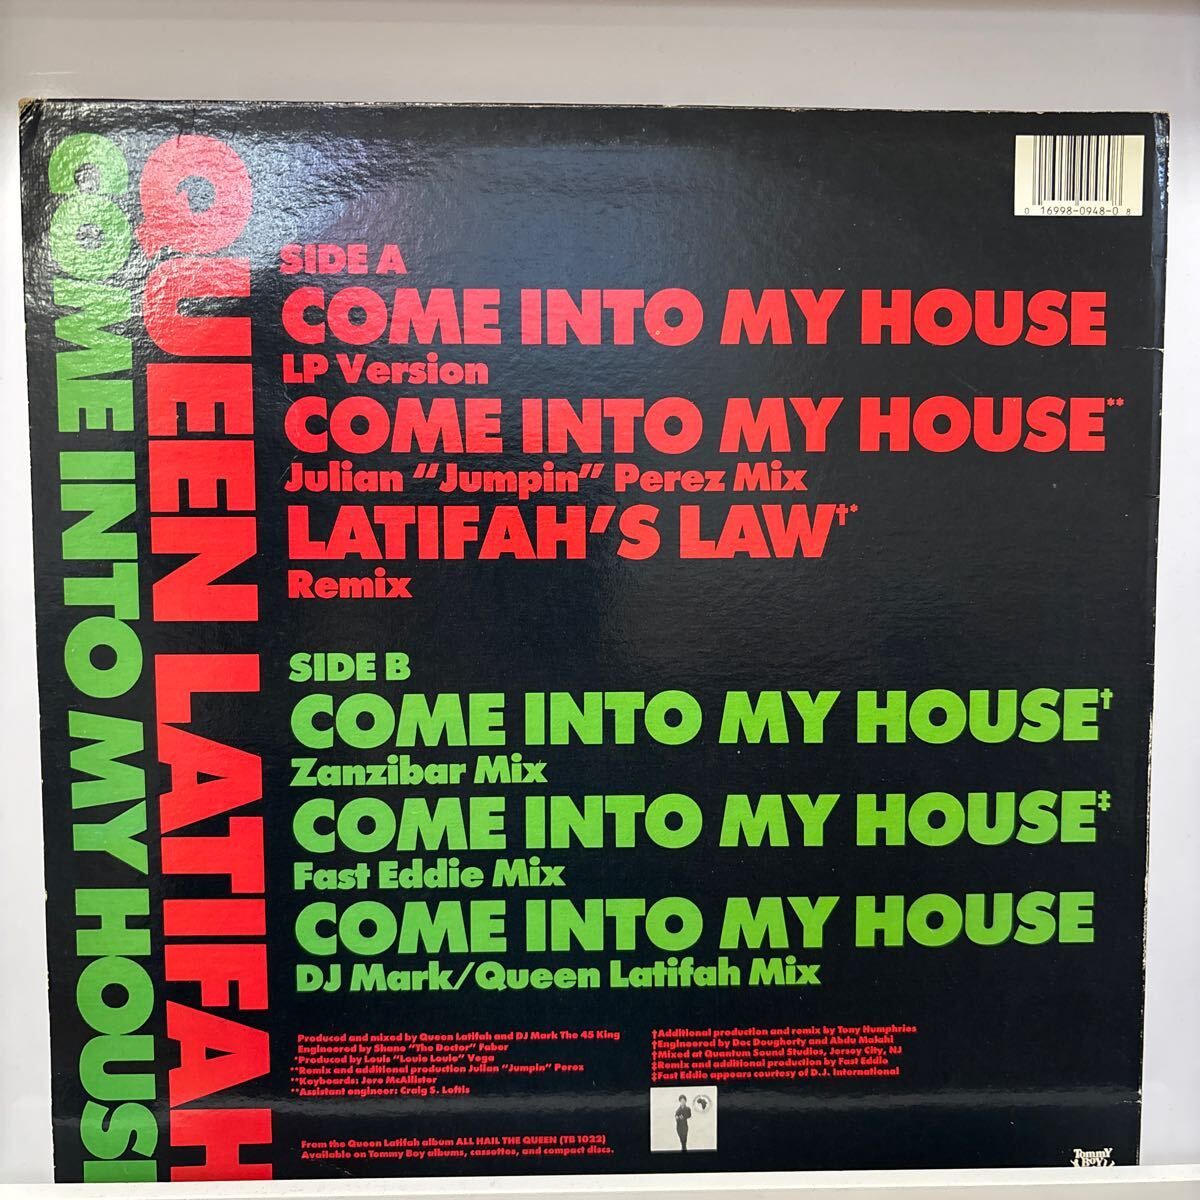 COME INTO MY HOUSE
QUEEN LATIFAH
0 16998-0948-0 8
SIDE A
COME INTO MY HOUSE
LP Version
COME INTO MY HOUSE**
Julian "Jumpin" Perez Mix
LATIFAH'S LAW†*
Remix
SIDE B
COME INTO MY HOUSE†
Zanzibar Mix
COME INTO MY HOUSE‡
Fast Eddie Mix
COME INTO MY HOUSE
DJ Mark/Queen Latifah Mix
Produced and mixed by Queen Latifah and DJ Mark The 45 King
Engineered by Shane "The Doctor" Faber
*Produced by Louie "Louie Louie" Vega
**Remix and additional production Julian "Jumpin" Perez
**Keyboards: Jere McAllister
**Assistant engineer: Craig S. Loftis
†Additional production and remix by Tony Humphries
†Engineered by Doc Dougherty and Abdu Malahi
†Mixed at Quantum Sound Studios, Jersey City, NJ
‡Remix and additional production by Fast Eddie
‡Fast Eddie appears courtesy of D.J. International
From the Queen Latifah album ALL HAIL THE QUEEN (TB 1022)
Available on Tommy Boy albums, cassettes, and compact discs.
Tommy
Boy